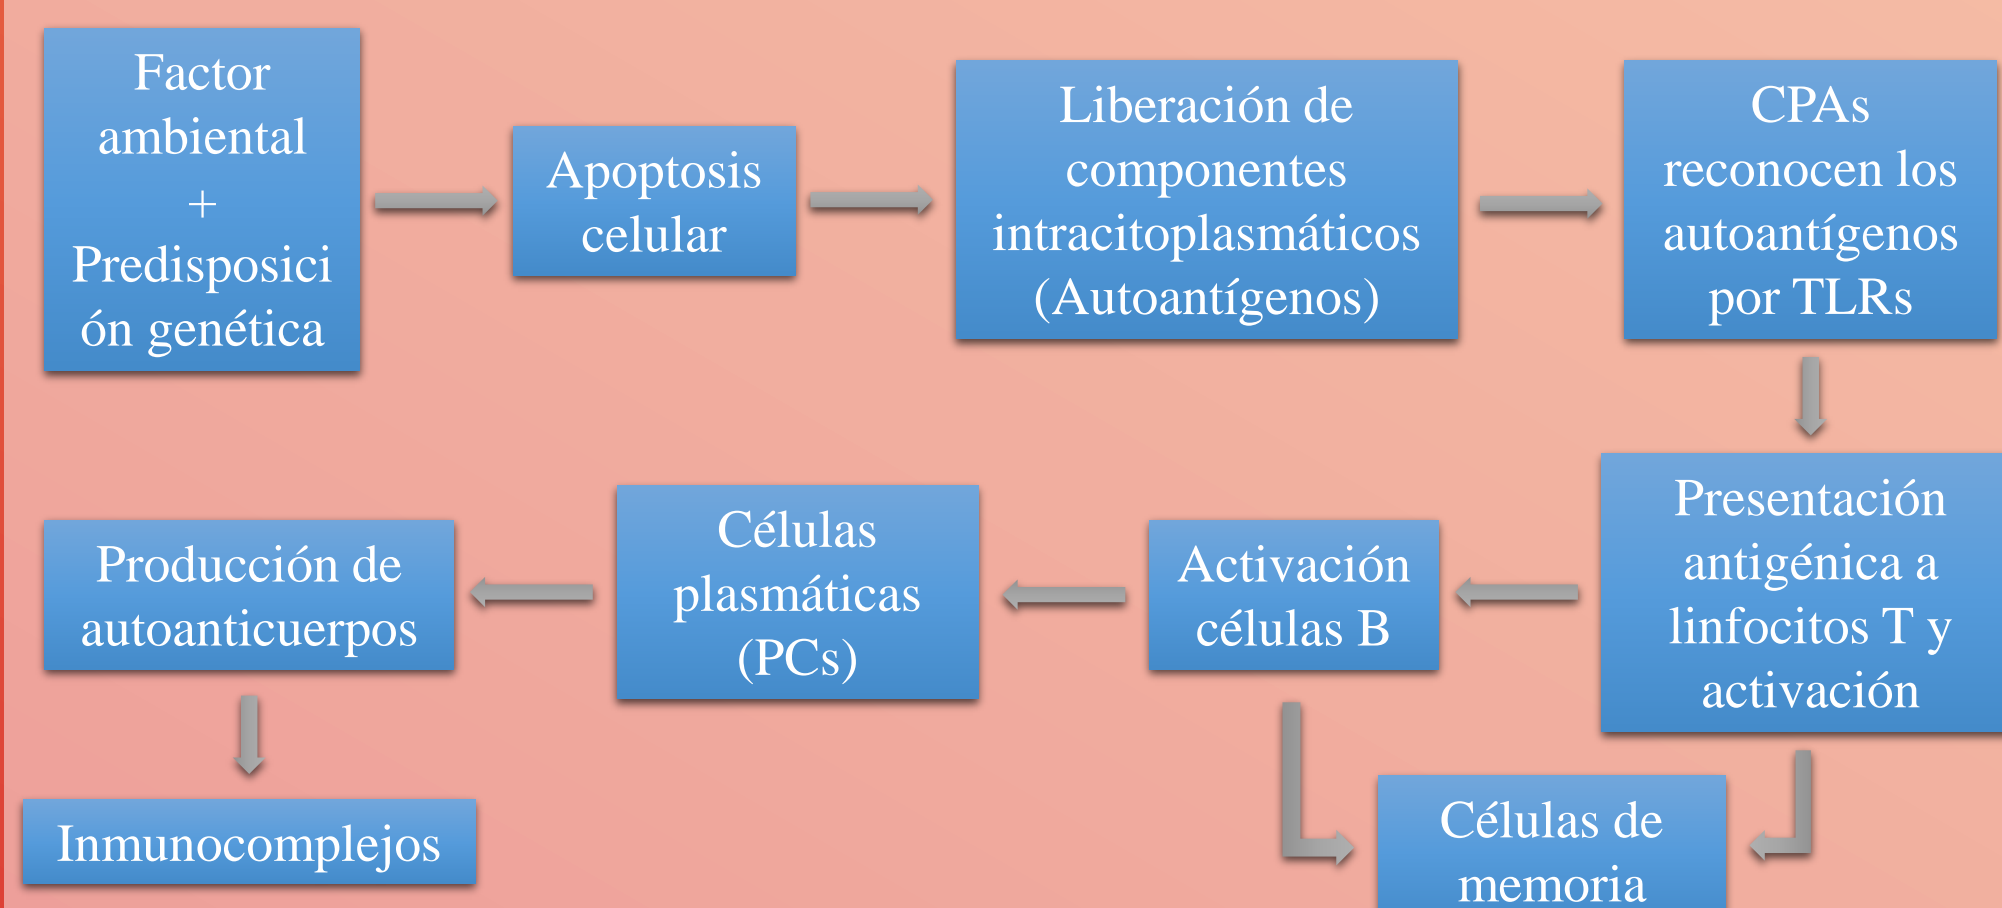 Factor
ambiental
+
Predisposici
ón genética
Apoptosis
celular
Liberación de
componentes
intracitoplasmáticos
(Autoantígenos)
CPAs
reconocen los
autoantígenos
por TLRs
Presentación
antigénica a
linfocitos T y
activación
Activación
células B
Células
plasmáticas
(PCs)
Producción de
autoanticuerpos
Inmunocomplejos
Células de
memoria